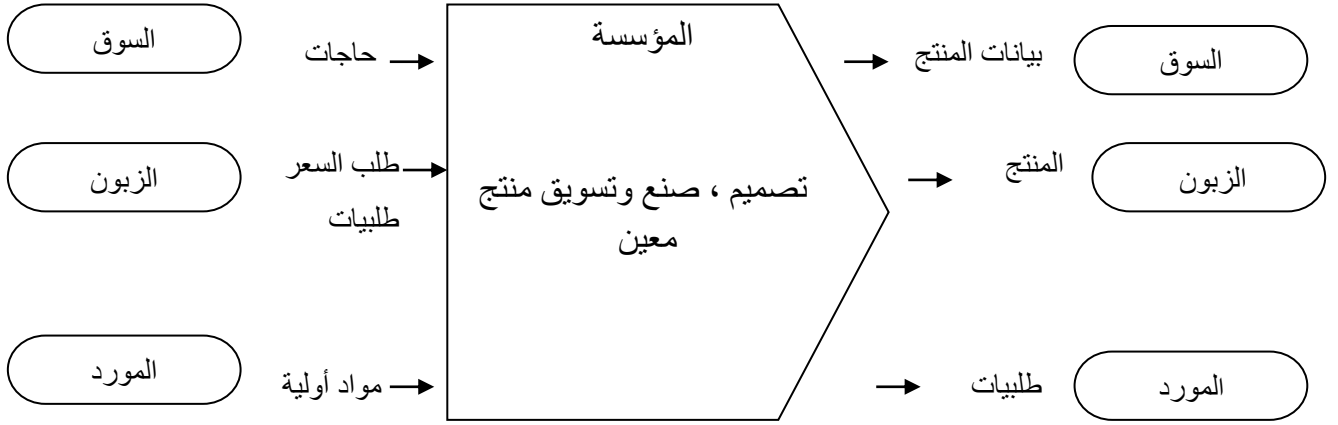 السوق
حاجات
المؤسسة
بيانات المنتج
السوق
الزبون
طلب السعر
طلبيات
تصميم ، صنع وتسويق منتج
معين
المنتج
الزبون
المورد
مواد أولية
طلبيات
المورد